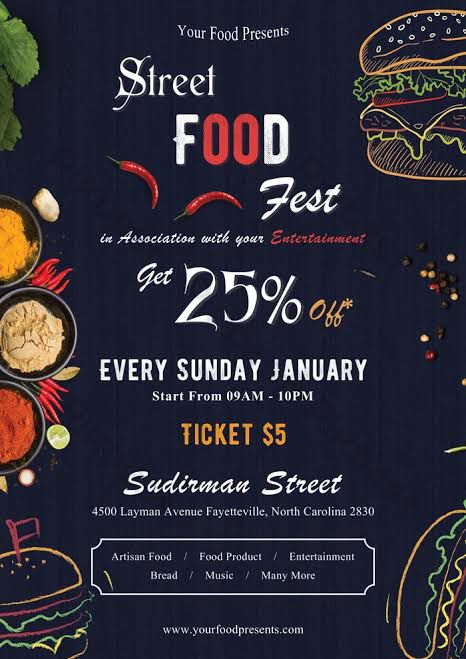 Your Food Presents
Street
FOOD
Fest
in Association with your Entertainment
Get 25% Off*
EVERY SUNDAY JANUARY
Start From 09AM - 10PM
TICKET $5
Sudirman Street
4500 Layman Avenue Fayetteville, North Carolina 2830
Artisan Food / Food Product / Entertainment
Bread / Music / Many More
www.yourfoodpresents.com